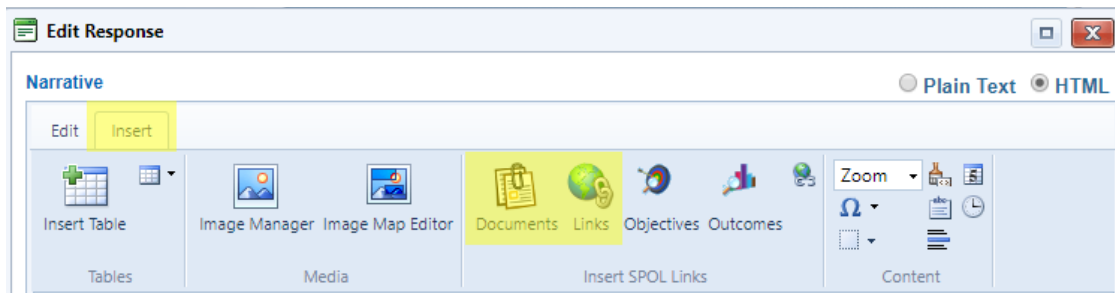 Edit Response
Narrative
Plain Text HTML
Edit Insert
Zoom
Insert Table Image Manager Image Map Editor Documents Links Objectives Outcomes
Tables Media Insert SPOL Links Content